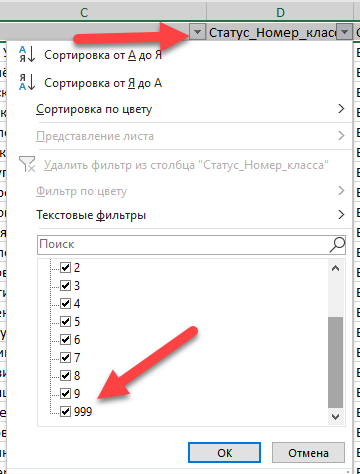 C D
Статус_Номер_класс
Сортировка от А до Я
Сортировка от Я до А
Сортировка по цвету
Представление листа
Удалить фильтр из столбца "Статус_Номер_класса"
Фильтр по цвету
Текстовые фильтры
Поиск
2
3
4
5
6
7
8
9
999
ОК Отмена